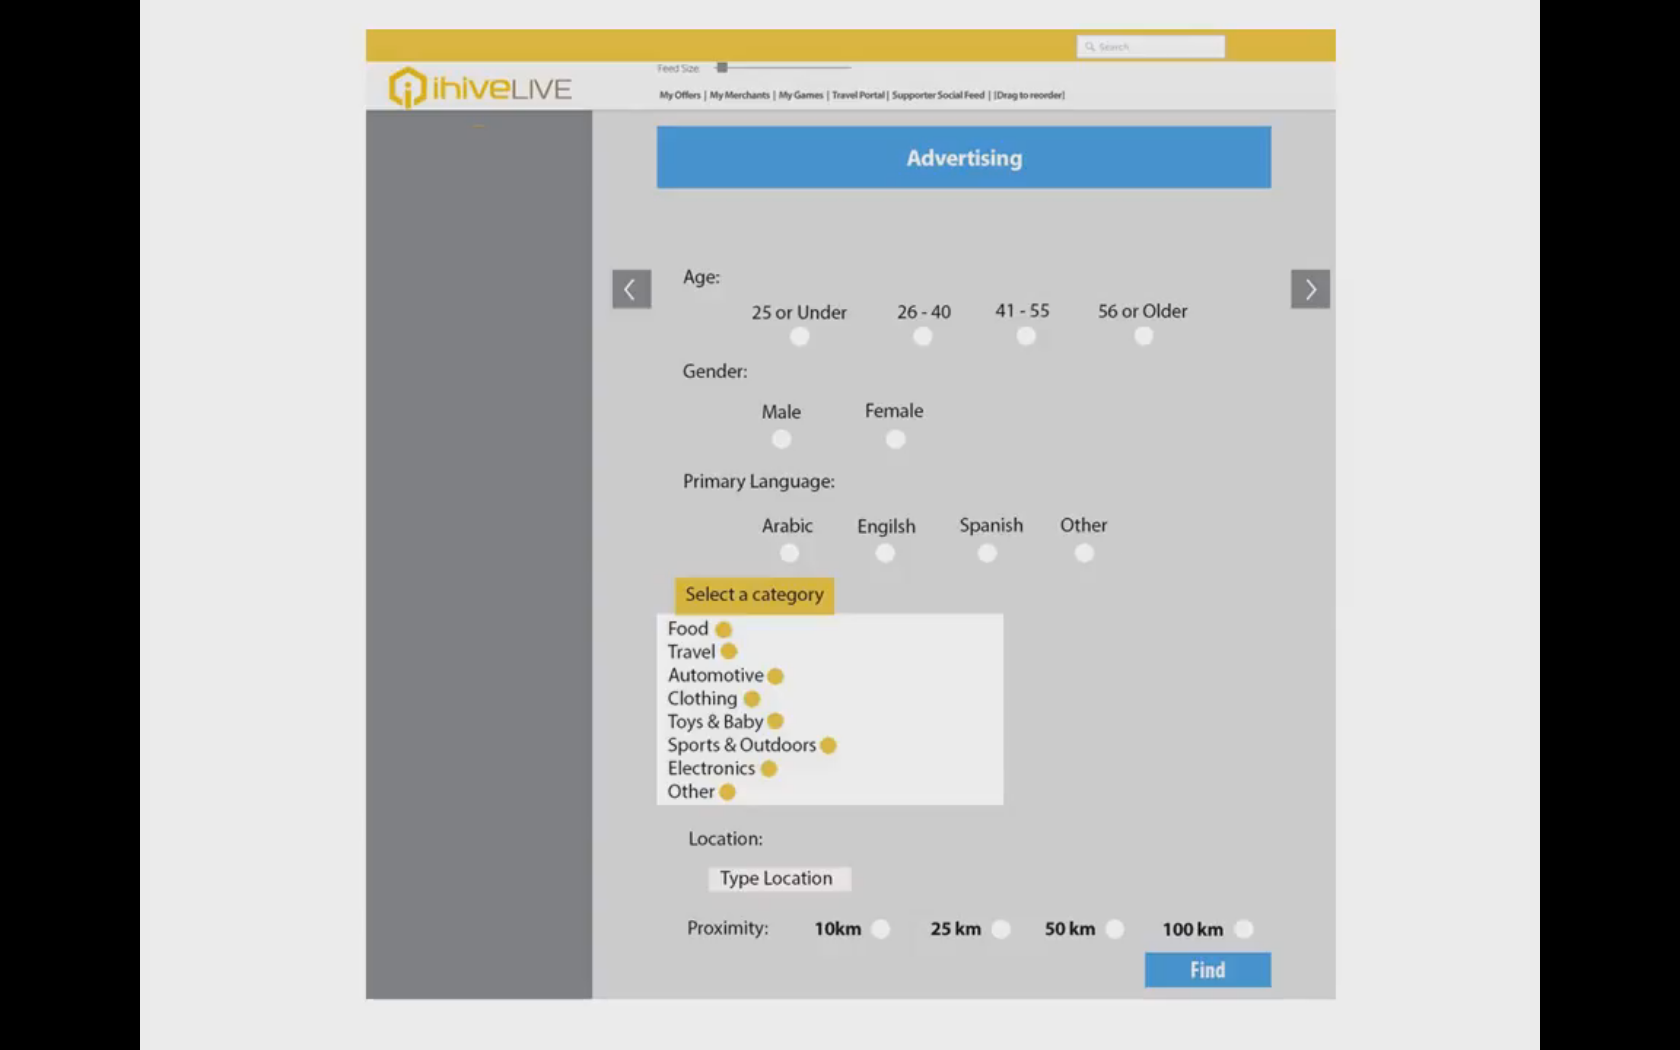 Search
Feed Size
ihiveLIVE
My Offers | My Merchants | My Games | Travel Portal | Supporter Social Feed | [Drag to reorder]
Advertising
Age:
25 or Under 26 - 40 41 - 55 56 or Older
Gender:
Male Female
Primary Language:
Arabic Engilsh Spanish Other
Select a category
Food
Travel
Automotive
Clothing
Toys & Baby
Sports & Outdoors
Electronics
Other
Location:
Type Location
Proximity: 10km 25 km 50 km 100 km
Find